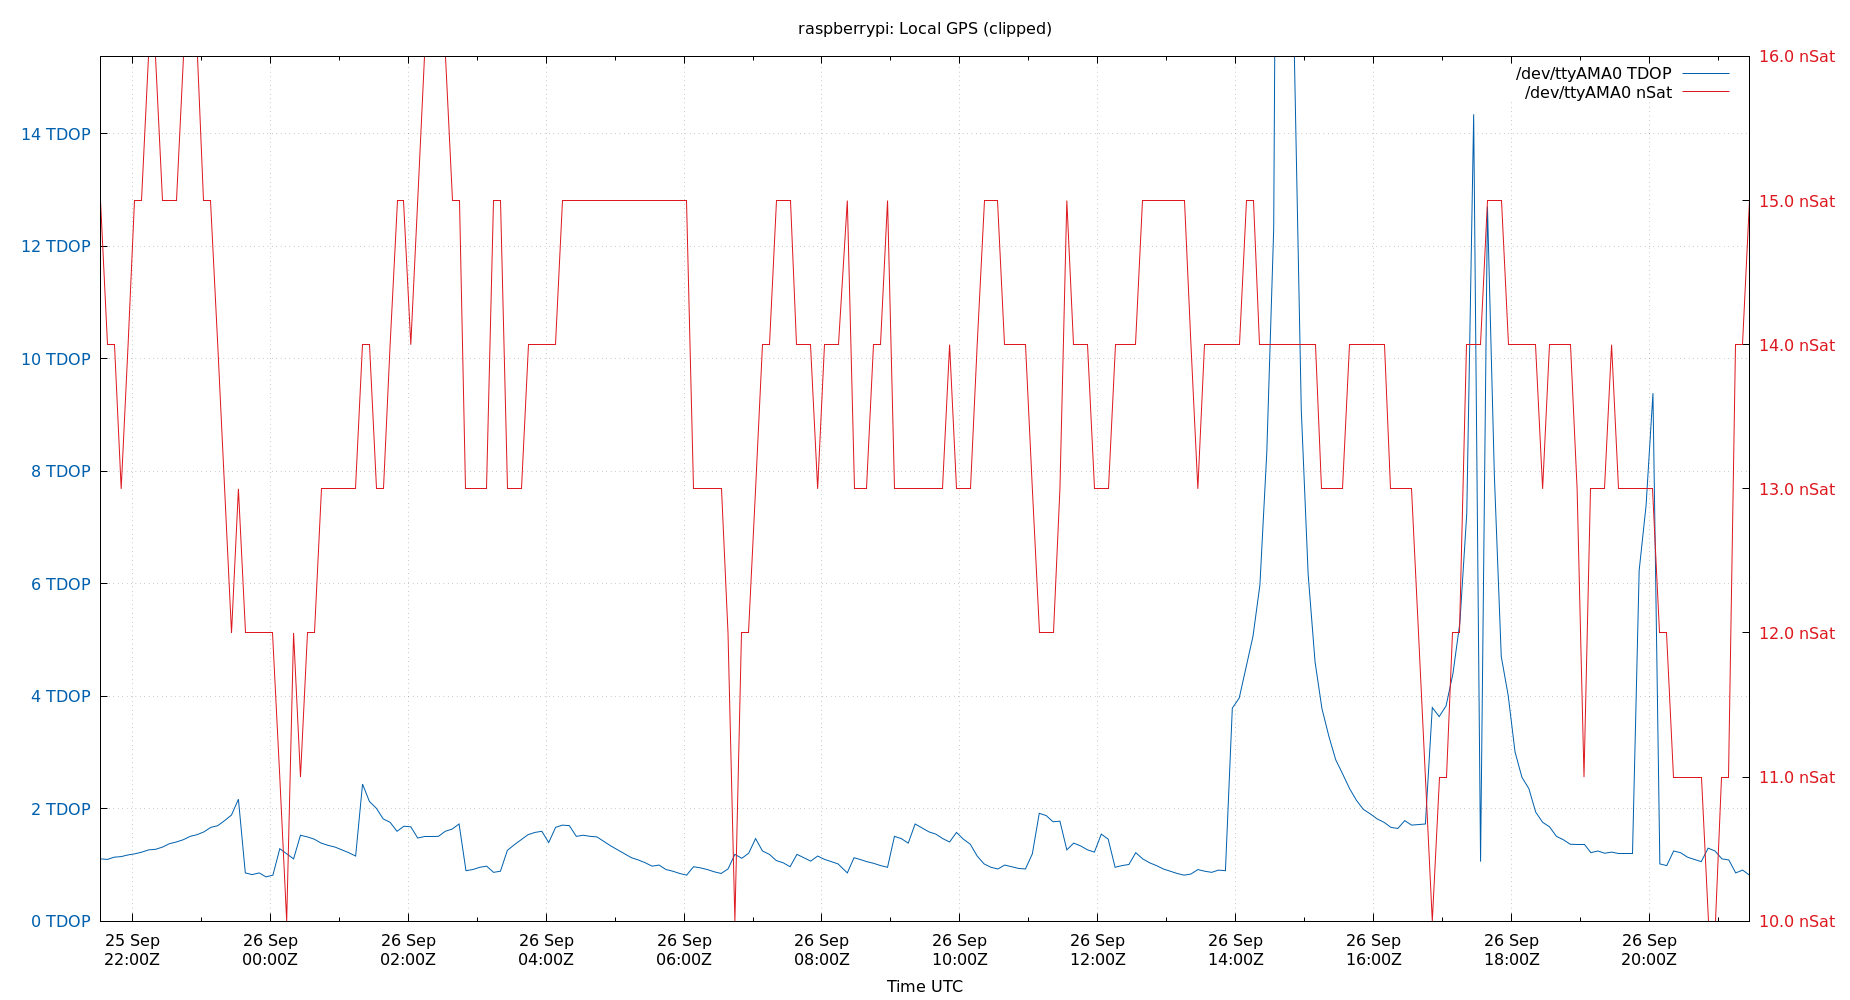 raspberrypi: Local GPS (clipped)
/dev/ttyAMA0 TDOP
/dev/ttyAMA0 nSat
14 TDOP
12 TDOP
10 TDOP
8 TDOP
6 TDOP
4 TDOP
2 TDOP
0 TDOP
16.0 nSat
15.0 nSat
14.0 nSat
13.0 nSat
12.0 nSat
11.0 nSat
10.0 nSat
25 Sep 26 Sep 26 Sep 26 Sep 26 Sep 26 Sep 26 Sep 26 Sep 26 Sep 26 Sep 26 Sep 26 Sep
22:00Z 00:00Z 02:00Z 04:00Z 06:00Z 08:00Z 10:00Z 12:00Z 14:00Z 16:00Z 18:00Z 20:00Z
Time UTC